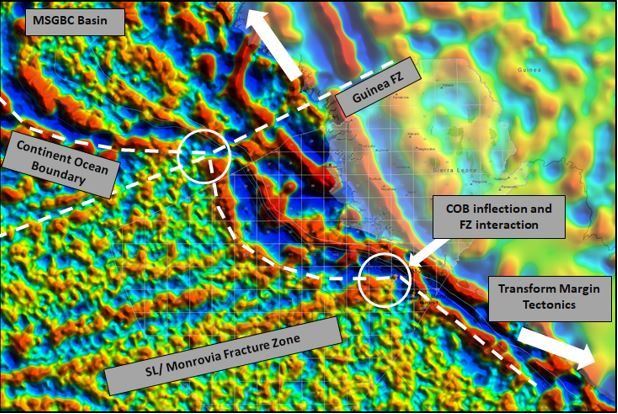 MSGBC Basin
Guinea FZ
Guinea
Continent Ocean
Boundary
Sierra Leone
COB inflection and
FZ interaction
Transform Margin
Tectonics
SL/ Monrovia Fracture Zone